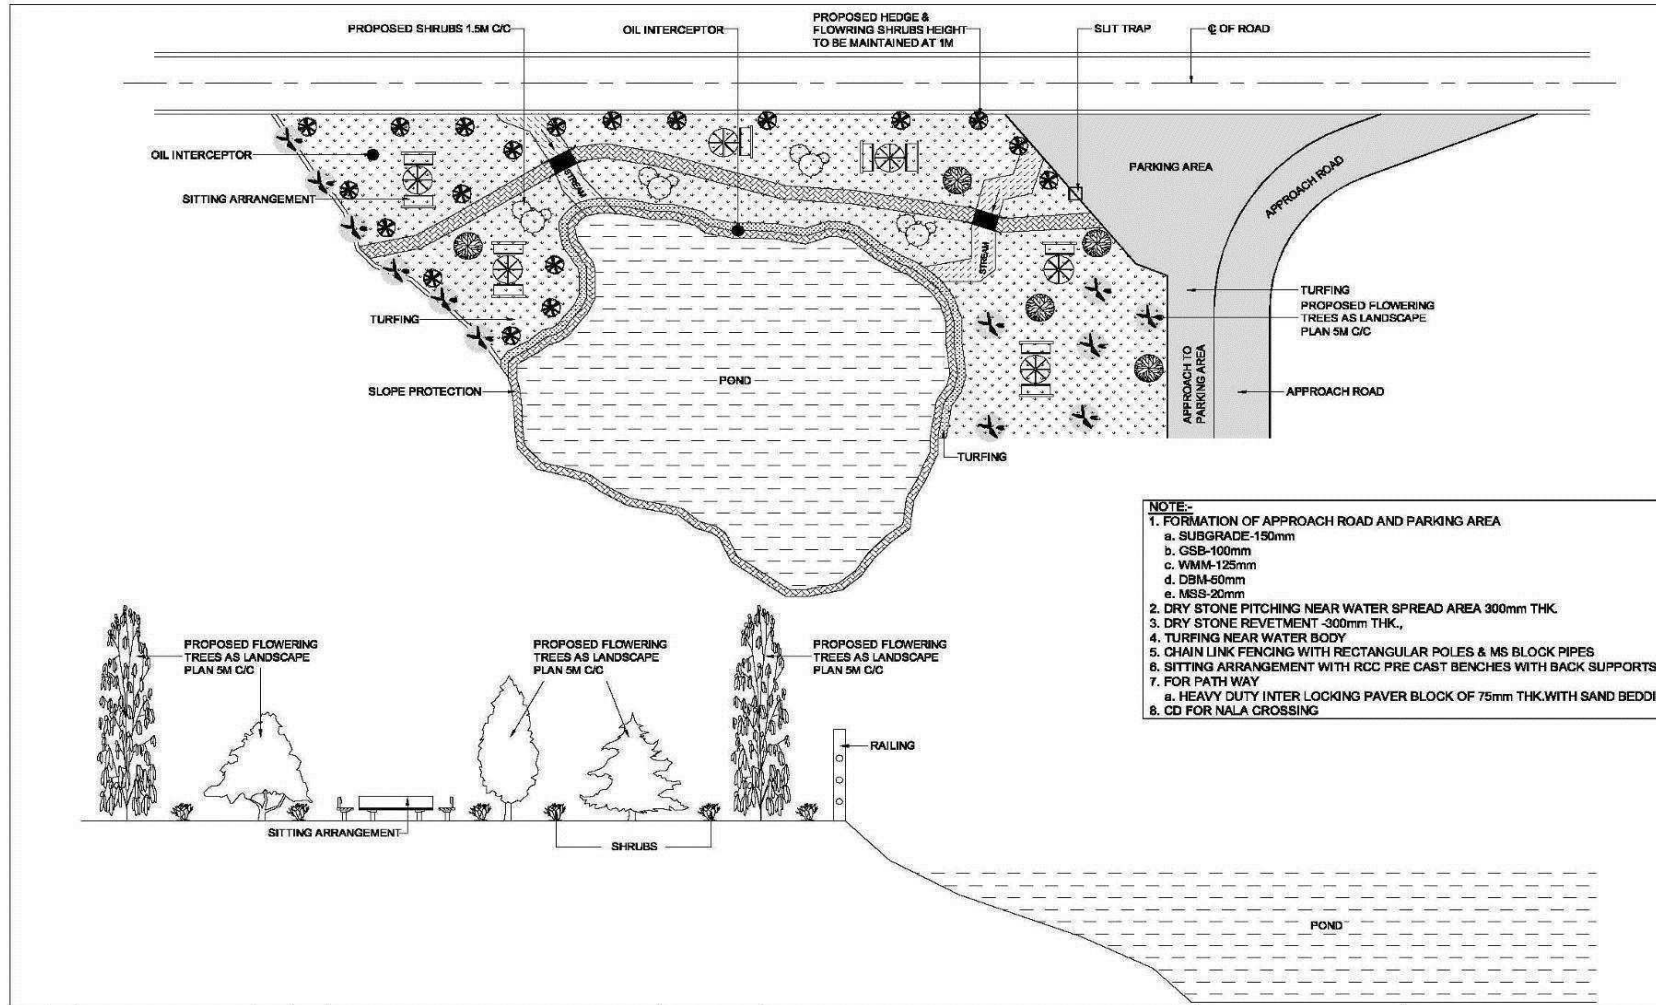 PROPOSED SHRUBS 1.5M C/C
OIL INTERCEPTOR
PROPOSED HEDGE &
FLOWRING SHRUBS HEIGHT
TO BE MAINTAINED AT 1M
SLIT TRAP
℄ OF ROAD
OIL INTERCEPTOR
SITTING ARRANGEMENT
STREAM
PARKING AREA
APPROACH ROAD
STREAM
TURFING
TURFING
PROPOSED FLOWERING
TREES AS LANDSCAPE
PLAN 5M C/C
SLOPE PROTECTION
POND
APPROACH TO
PARKING AREA
APPROACH ROAD
TURFING
NOTE:-
1. FORMATION OF APPROACH ROAD AND PARKING AREA
a. SUBGRADE-150mm
b. GSB-100mm
c. WMM-125mm
d. DBM-50mm
e. MSS-20mm
2. DRY STONE PITCHING NEAR WATER SPREAD AREA 300mm THK.
3. DRY STONE REVETMENT -300mm THK.,
4. TURFING NEAR WATER BODY
5. CHAIN LINK FENCING WITH RECTANGULAR POLES & MS BLOCK PIPES
6. SITTING ARRANGEMENT WITH RCC PRE CAST BENCHES WITH BACK SUPPORTS
7. FOR PATH WAY
a. HEAVY DUTY INTER LOCKING PAVER BLOCK OF 75mm THK.WITH SAND BEDDI
8. CD FOR NALA CROSSING
PROPOSED FLOWERING
TREES AS LANDSCAPE
PLAN 5M C/C
PROPOSED FLOWERING
TREES AS LANDSCAPE
PLAN 5M C/C
PROPOSED FLOWERING
TREES AS LANDSCAPE
PLAN 5M C/C
RAILING
SITTING ARRANGEMENT
SHRUBS
POND